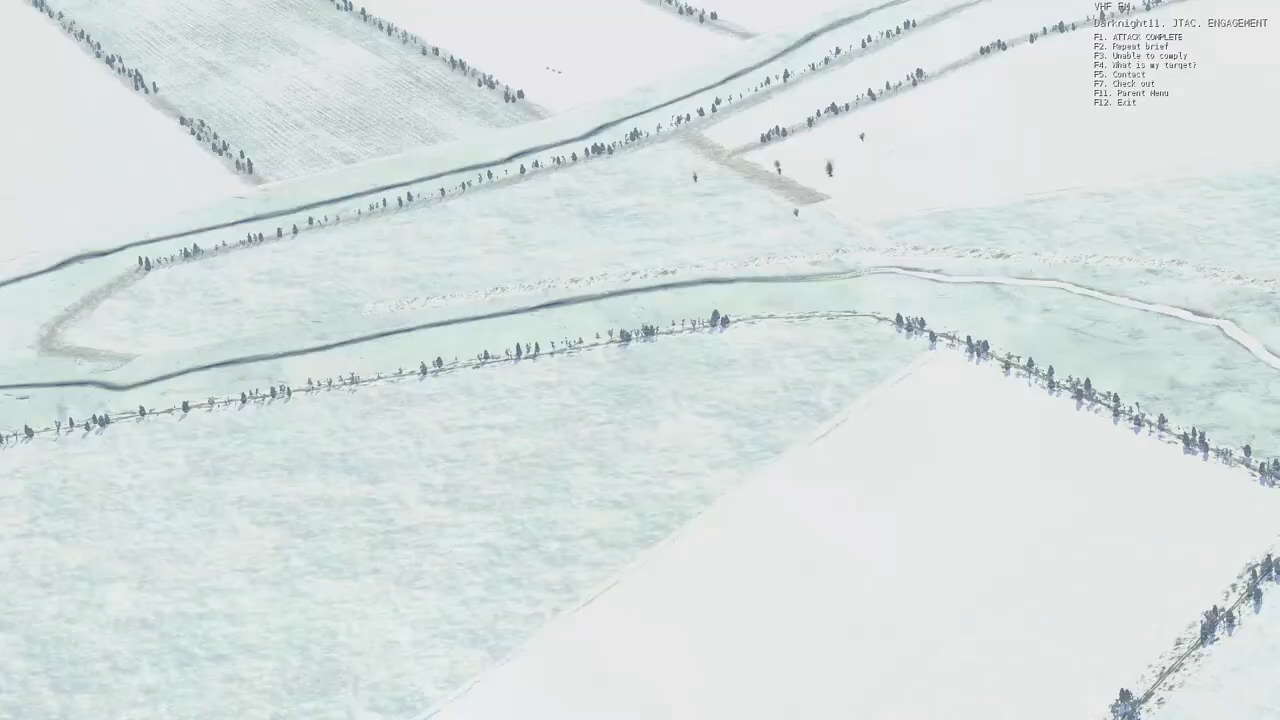 VHF FM
Darknight11. JTAC. ENGAGEMENT
F1. ATTACK COMPLETE
F2. Repeat brief
F3. Unable to comply
F4. What is my target?
F5. Contact
F7. Check out
F11. Parent Menu
F12. Exit